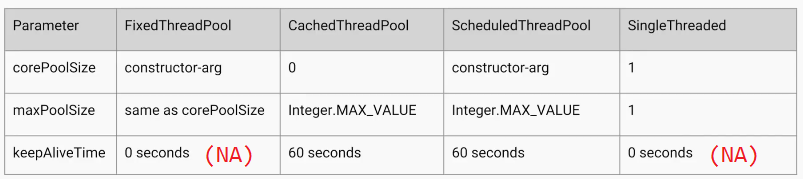 Parameter FixedThreadPool CachedThreadPool ScheduledThreadPool SingleThreaded
corePoolSize constructor-arg 0 constructor-arg 1
maxPoolSize same as corePoolSize Integer.MAX_VALUE Integer.MAX_VALUE 1
keepAliveTime 0 seconds (NA) 60 seconds 60 seconds 0 seconds (NA)